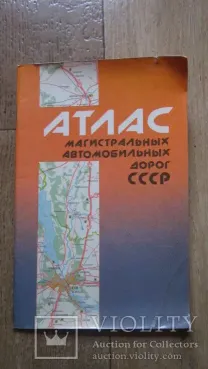 АТЛАС
МАГИСТРАЛЬНЫХ
АВТОМОБИЛЬНЫХ
ДОРОГ
СССР
VIOLITY
Auction for Collectors
auction.violity.com